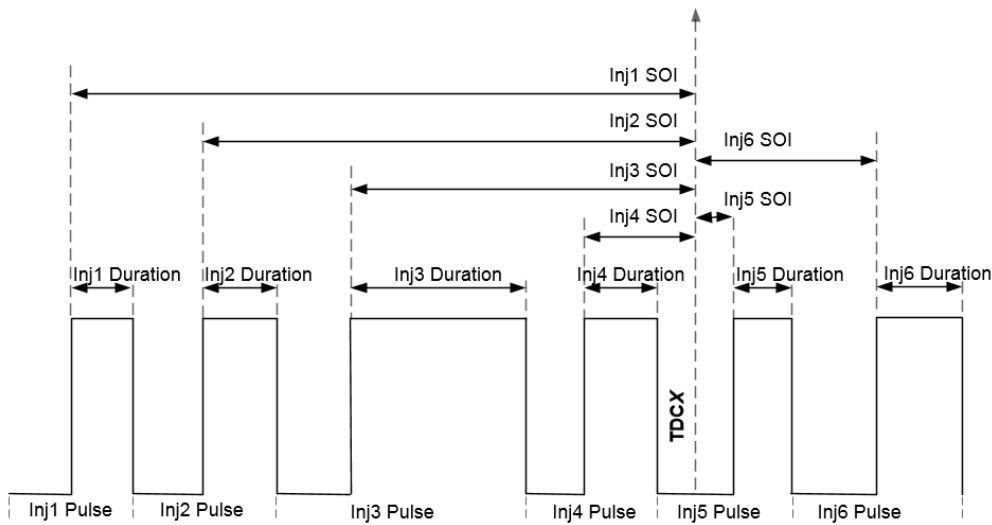 Inj1 SOI
Inj2 SOI
Inj6 SOI
Inj3 SOI
Inj5 SOI
Inj4 SOI
Inj1 Duration
Inj2 Duration
Inj3 Duration
Inj4 Duration
Inj5 Duration
Inj6 Duration
TDCX
Inj1 Pulse
Inj2 Pulse
Inj3 Pulse
Inj4 Pulse
Inj5 Pulse
Inj6 Pulse